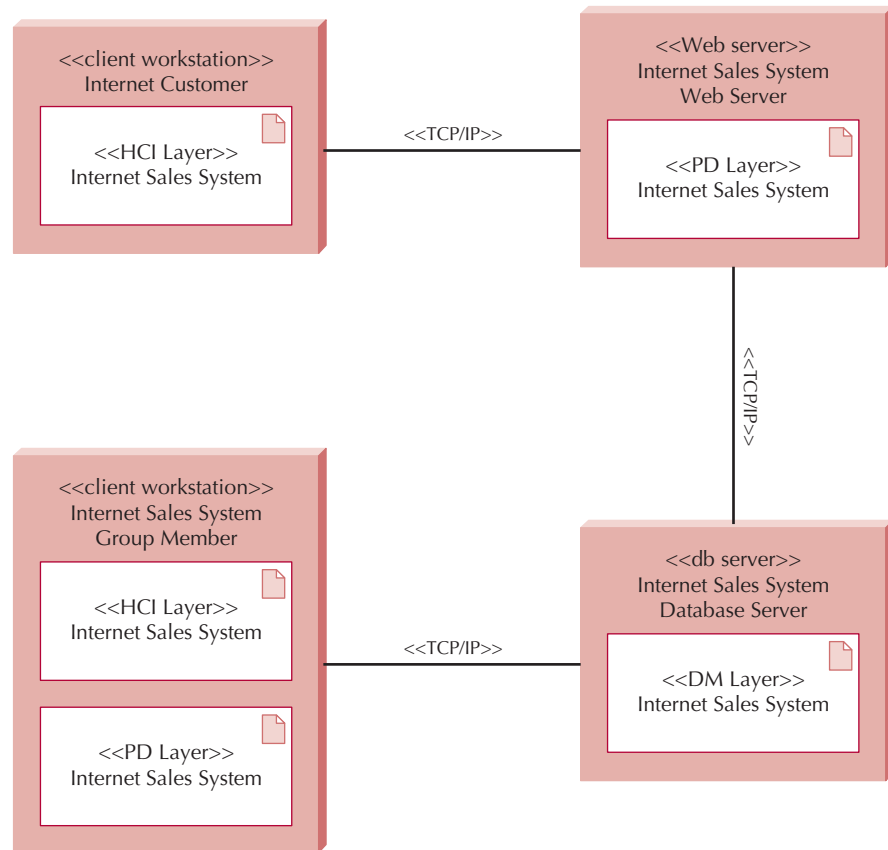 <<client workstation>>
Internet Customer
<<HCI Layer>>
Internet Sales System
<<TCP/IP>>
<<Web server>>
Internet Sales System
Web Server
<<PD Layer>>
Internet Sales System
<<TCP/IP>>
<<client workstation>>
Internet Sales System
Group Member
<<HCI Layer>>
Internet Sales System
<<PD Layer>>
Internet Sales System
<<TCP/IP>>
<<db server>>
Internet Sales System
Database Server
<<DM Layer>>
Internet Sales System